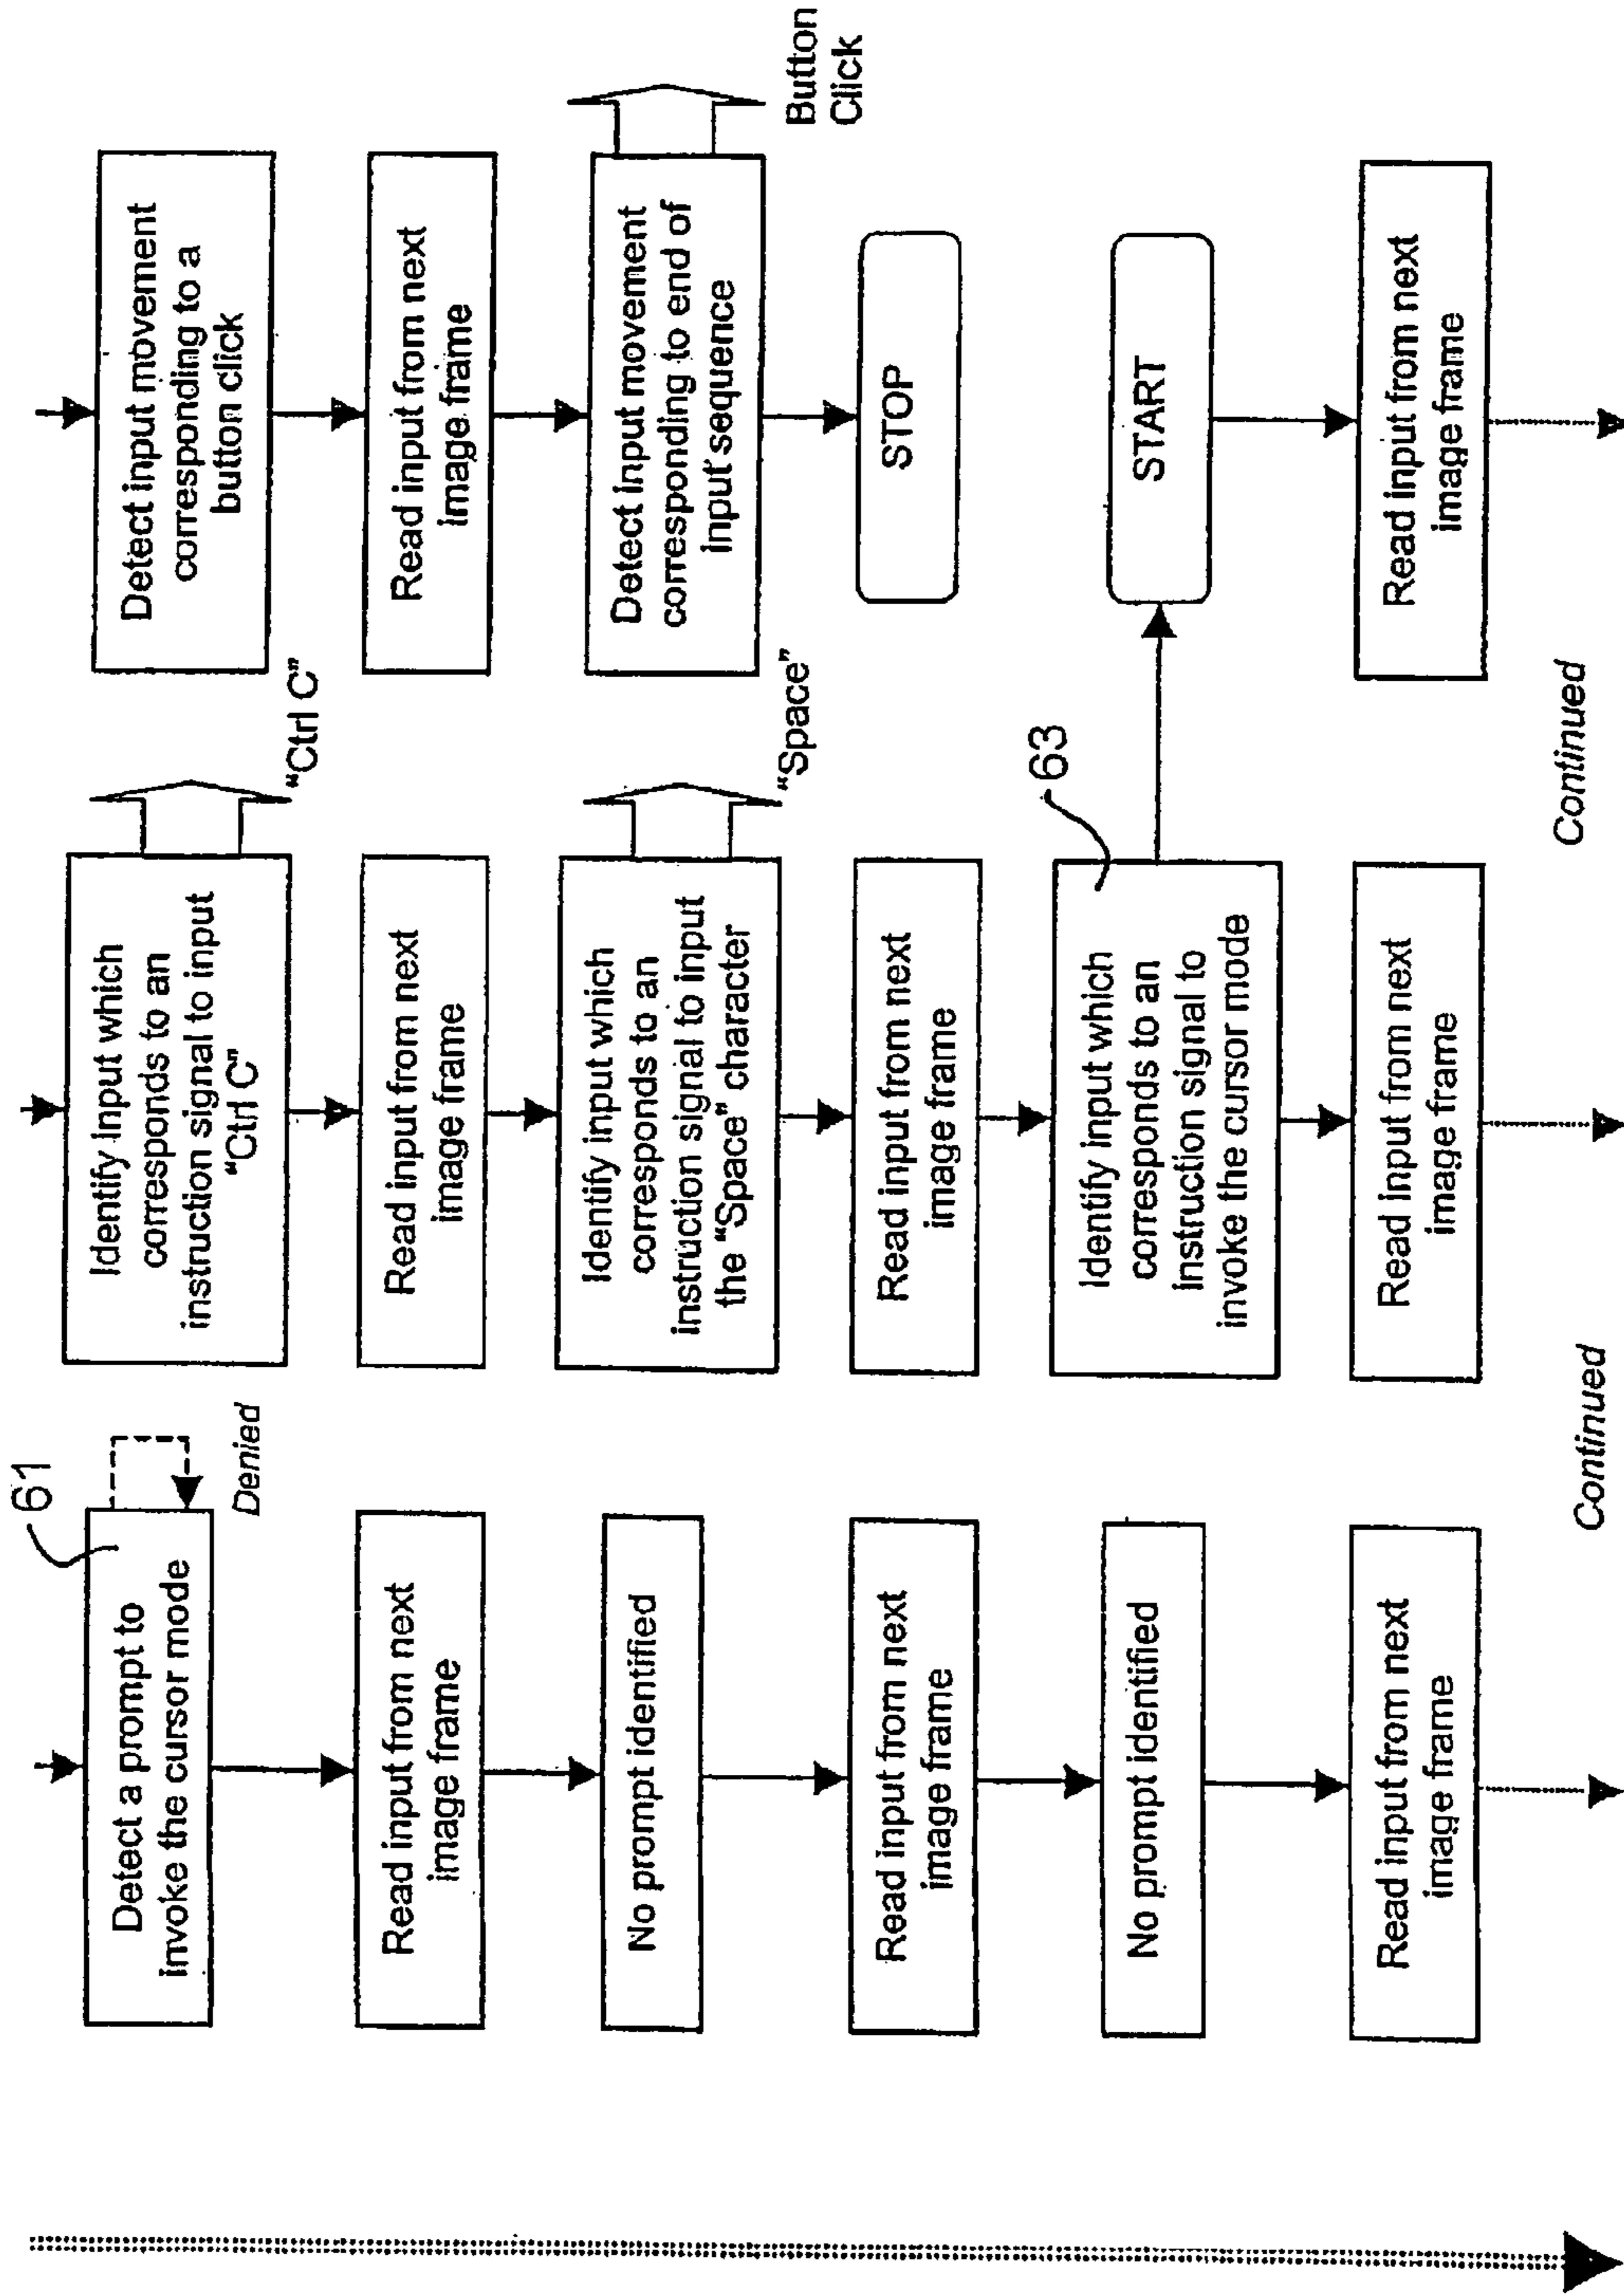 61
Detect a prompt to
invoke the cursor mode
Denied
Read input from next
image frame
No prompt identified
Read input from next
image frame
No prompt identified
Read input from next
image frame
Continued
Identify input which
corresponds to an
instruction signal to input
“Ctrl C”
“Ctrl C”
Read input from next
image frame
Identify input which
corresponds to an
instruction signal to input
the “Space” character
“Space”
Read input from next
image frame
63
Identify input which
corresponds to an
instruction signal to
invoke the cursor mode
Read input from next
image frame
Continued
Detect input movement
corresponding to a
button click
Read input from next
image frame
Detect input movement
corresponding to end of
input sequence
Button
Click
STOP
START
Read input from next
image frame